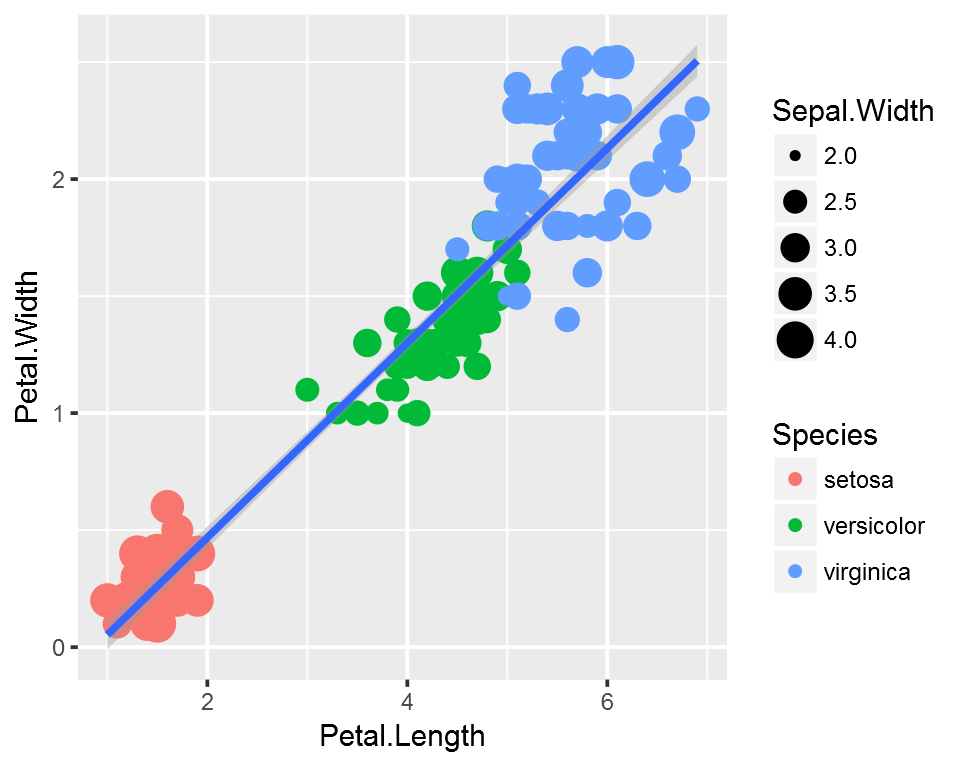 Petal.Width
2
1
0
2
4
6
Petal.Length
Sepal.Width
2.0
2.5
3.0
3.5
4.0
Species
setosa
versicolor
virginica